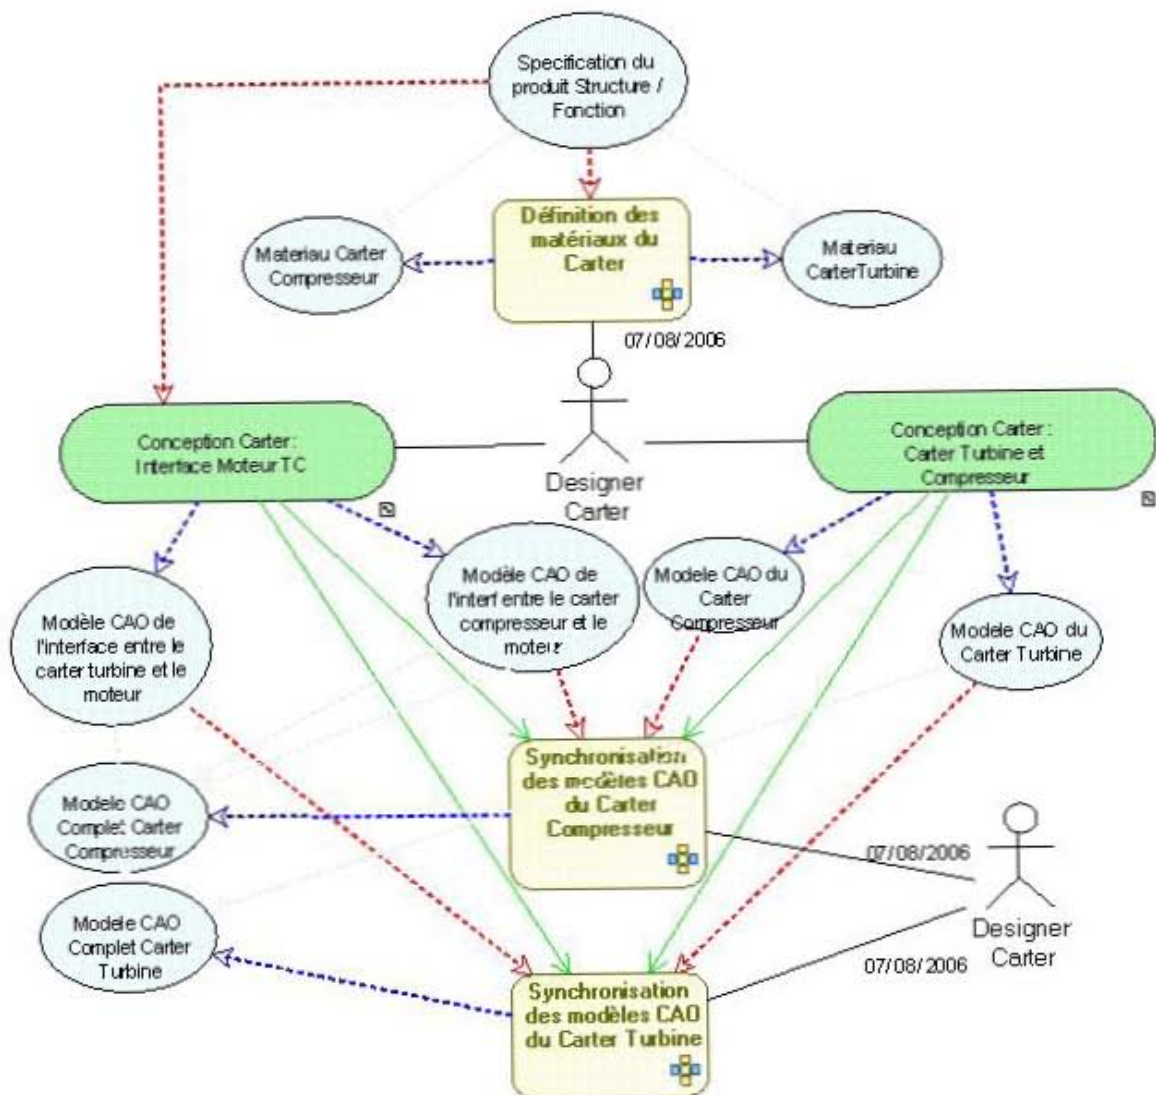 Specification du
produit Structure /
Fonction
Définition des
matériaux du
Carter
Materiau Carter
Compresseur
Materiau
CarterTurbine
07/08/2006
Conception Carter :
Interface Moteur TC
Designer
Carter
Conception Carter :
Carter Turbine et
Compresseur
Modèle CAO de
l'interface entre le
carter turbine et le
moteur
Modèle CAO de
l'interf entre le carter
compresseur et le
moteur
Modele CAO du
Carter
Compresseur
Modele CAO du
Carter Turbine
Synchronisation
des modèles CAO
du Carter
Compresseur
Modele CAO
Complet Carter
Compresseur
07/08/2006
Designer
Carter
Modele CAO
Complet Carter
Turbine
07/08/2006
Synchronisation
des modèles CAO
du Carter Turbine